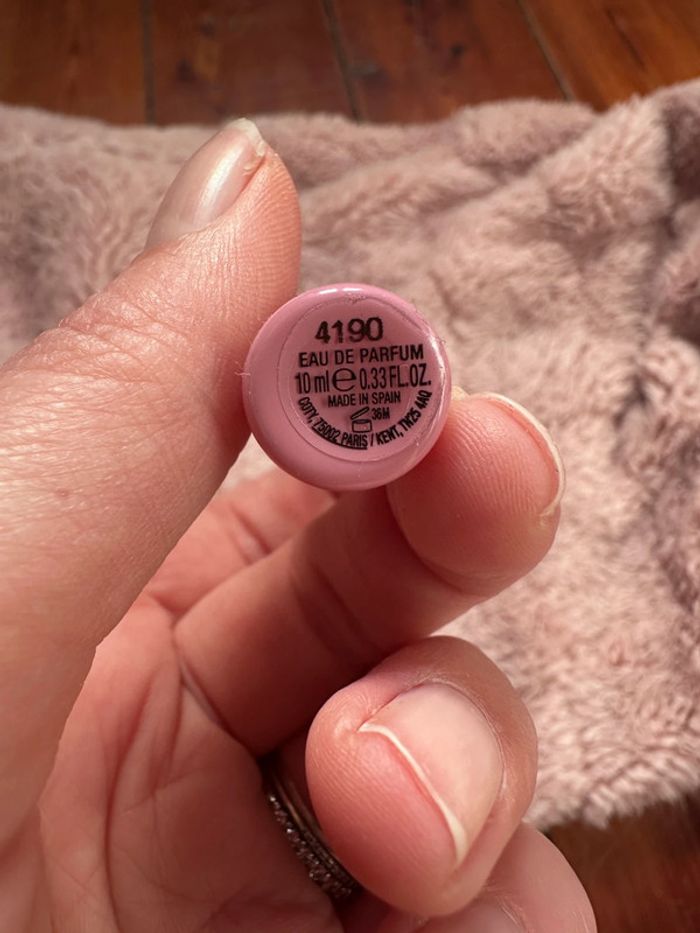 4190
EAU DE PARFUM
10 ml ℮ 0.33 FL.OZ.
MADE IN SPAIN
36M
COTY, 75002 PARIS / KENT, TN25 4AQ